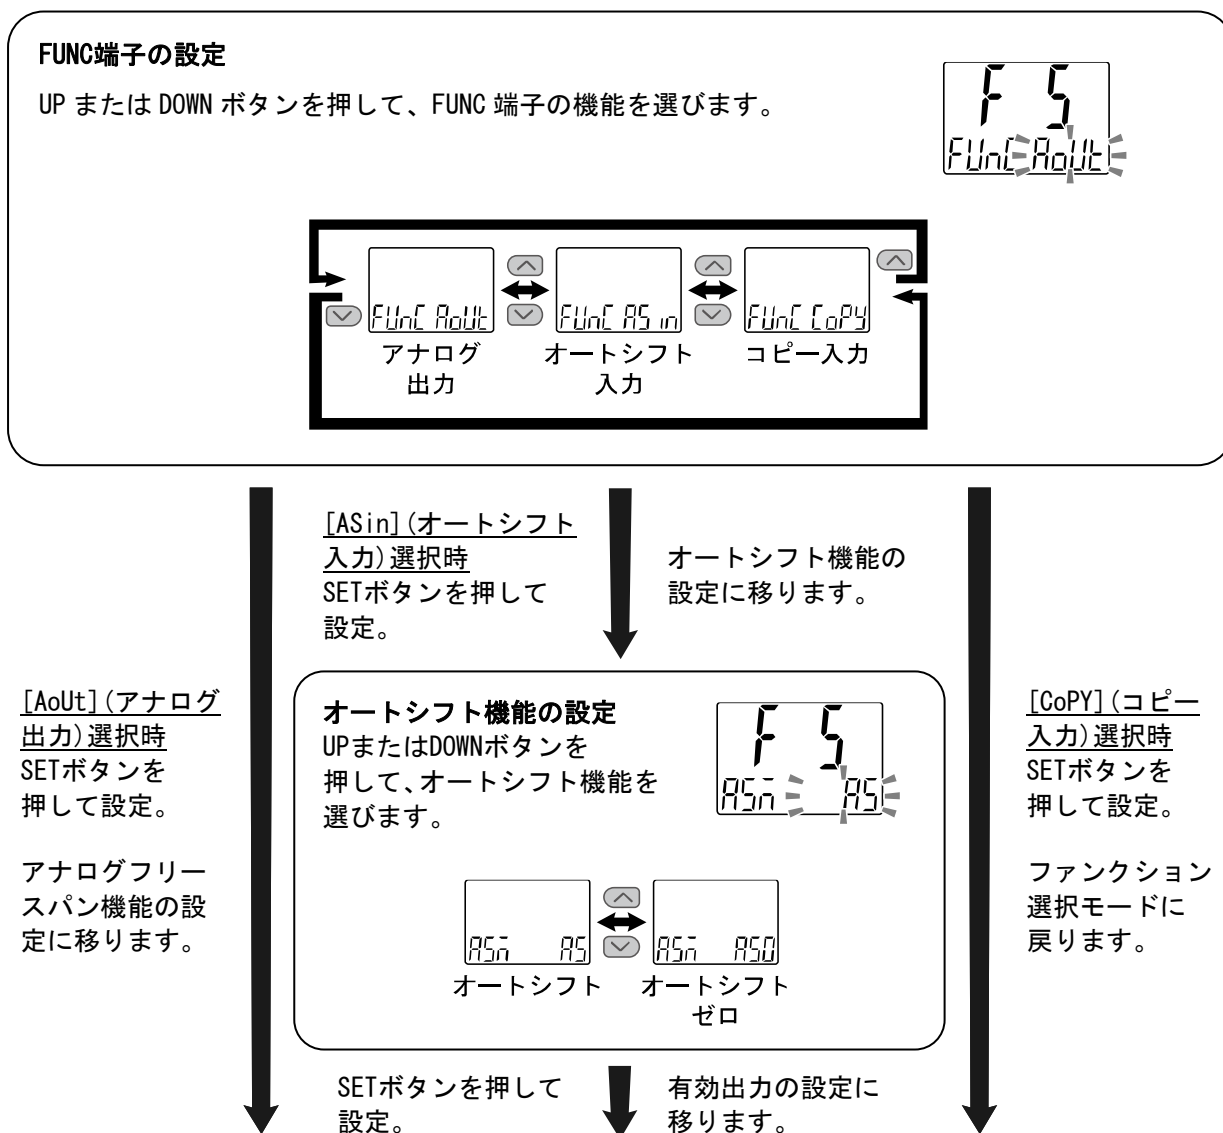 FUNC端子の設定
UP または DOWN ボタンを押して、FUNC 端子の機能を選びます。
F 5
FUnC AoUt
FUnC AoUt
FUnC ASin
FUnC CoPY
アナログ
出力
オートシフト
入力
コピー入力
[ASin](オートシフト
入力)選択時
SETボタンを押して
設定。
オートシフト機能の
設定に移ります。
[AoUt](アナログ
出力)選択時
SETボタンを
押して設定。
アナログフリー
スパン機能の設
定に移ります。
オートシフト機能の設定
UPまたはDOWNボタンを
押して、オートシフト機能を
選びます。
F 5
ASm AS
ASm AS
ASm AS0
オートシフト
オートシフト
ゼロ
[CoPY](コピー
入力)選択時
SETボタンを
押して設定。
ファンクション
選択モードに
戻ります。
SETボタンを押して
設定。
有効出力の設定に
移ります。